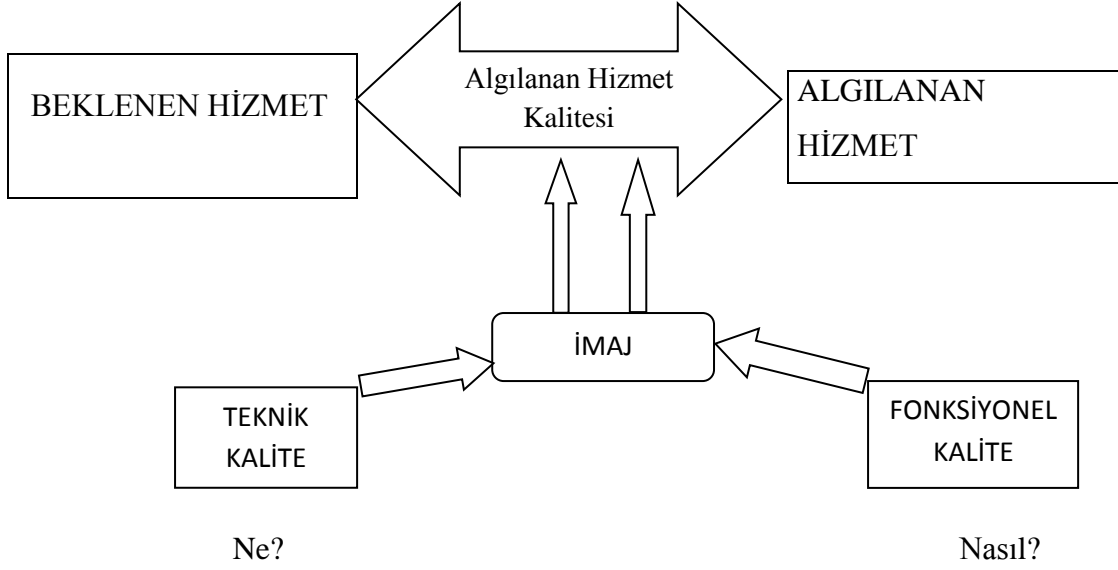 BEKLENEN HİZMET
Algılanan Hizmet
Kalitesi
ALGILANAN
HİZMET
İMAJ
TEKNİK
KALİTE
FONKSİYONEL
KALİTE
Ne?
Nasıl?